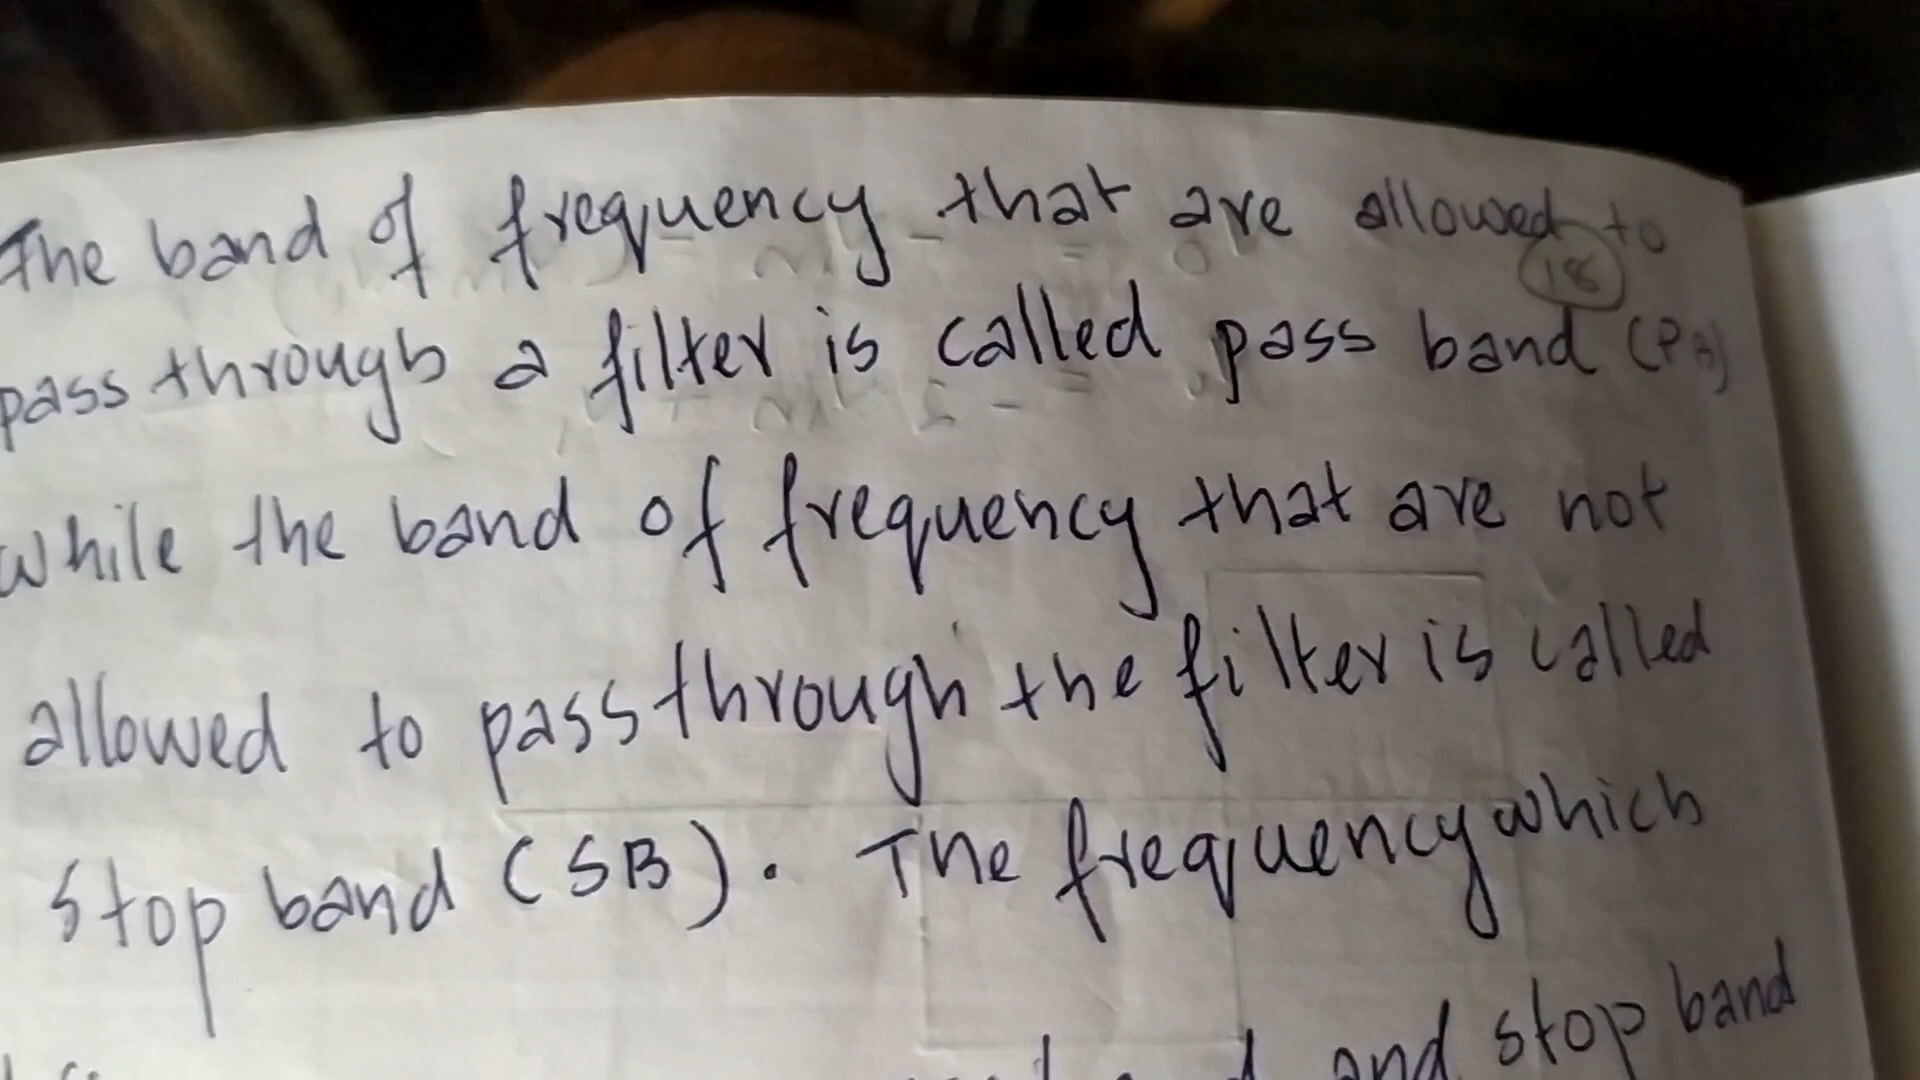 The band of frequency that are allowed to
18
pass through a filter is called pass band (PB)
while the band of frequency that are not
allowed to pass through the filter is called
stop band (SB). The frequency which
and stop band